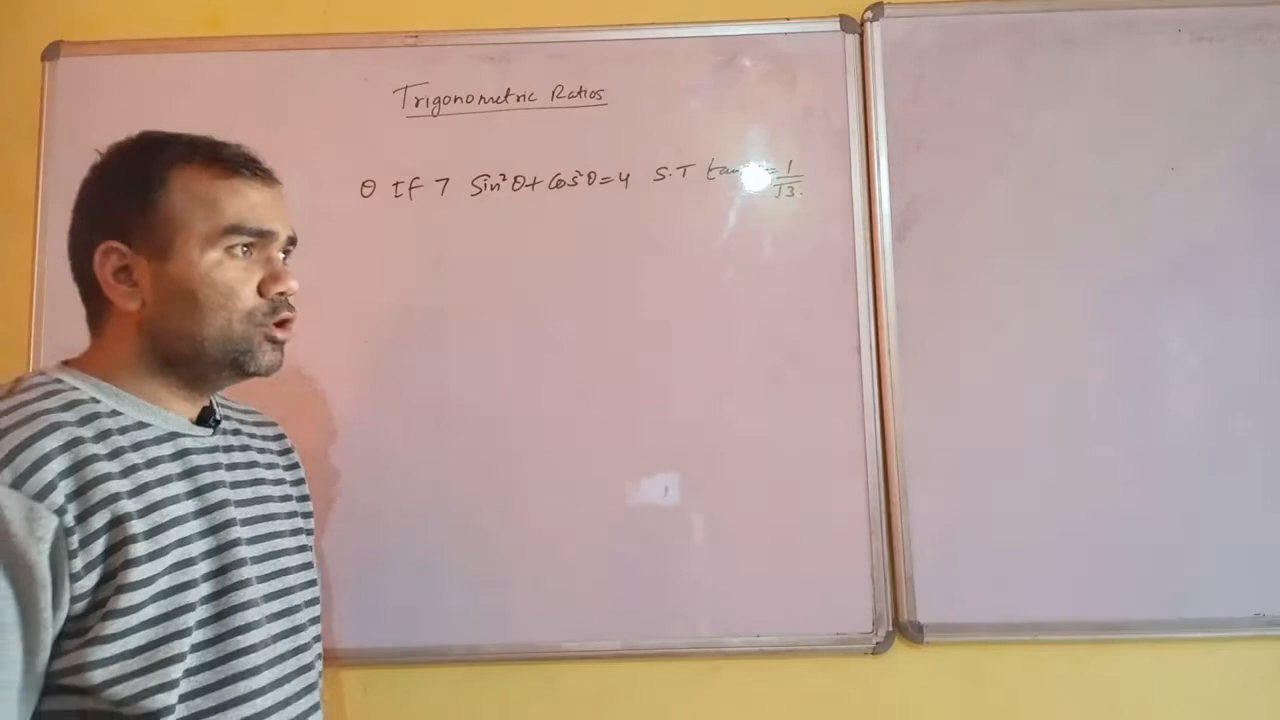 Trigonometric Ratios
θ If 7 Sin²θ+Cos²θ=4 S.T tan = 1/√3.